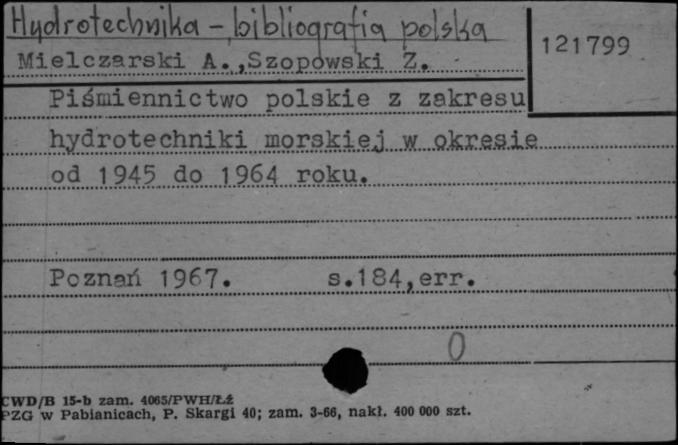 Hydrotechnika - bibliografia polska
121799
Mielczarski A.,Szopowski Z.
Piśmiennictwo polskie z zakresu
hydrotechniki morskiej w okresie
od 1945 do 1964 roku.
Poznań 1967. s.184,err.
0
CWD/B 15-b zam. 4065/PWH/Łź
PZG w Pabianicach, P. Skargi 40; zam. 3-66, nakł. 400 000 szt.